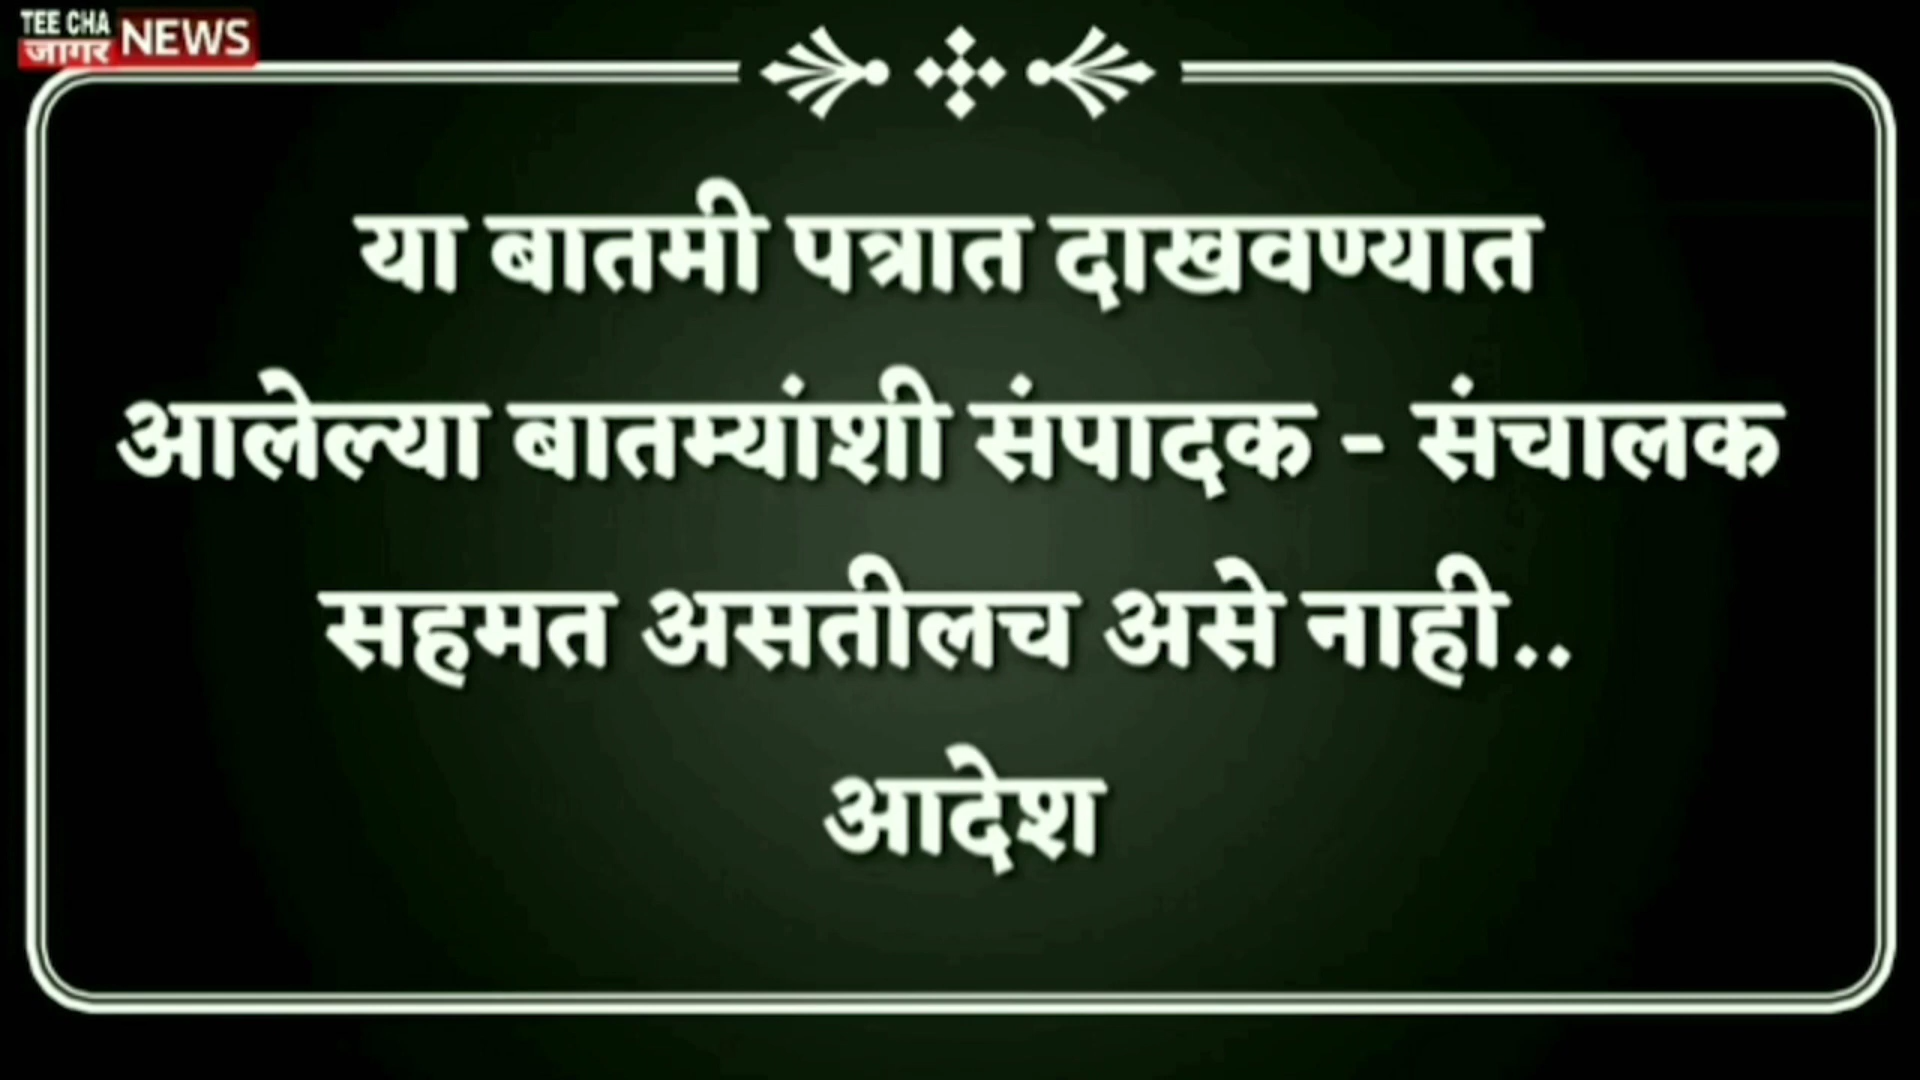 TEE CHA
जागर NEWS
या बातमी पत्रात दाखवण्यात
आलेल्या बातम्यांशी संपादक - संचालक
सहमत असतीलच असे नाही..
आदेश